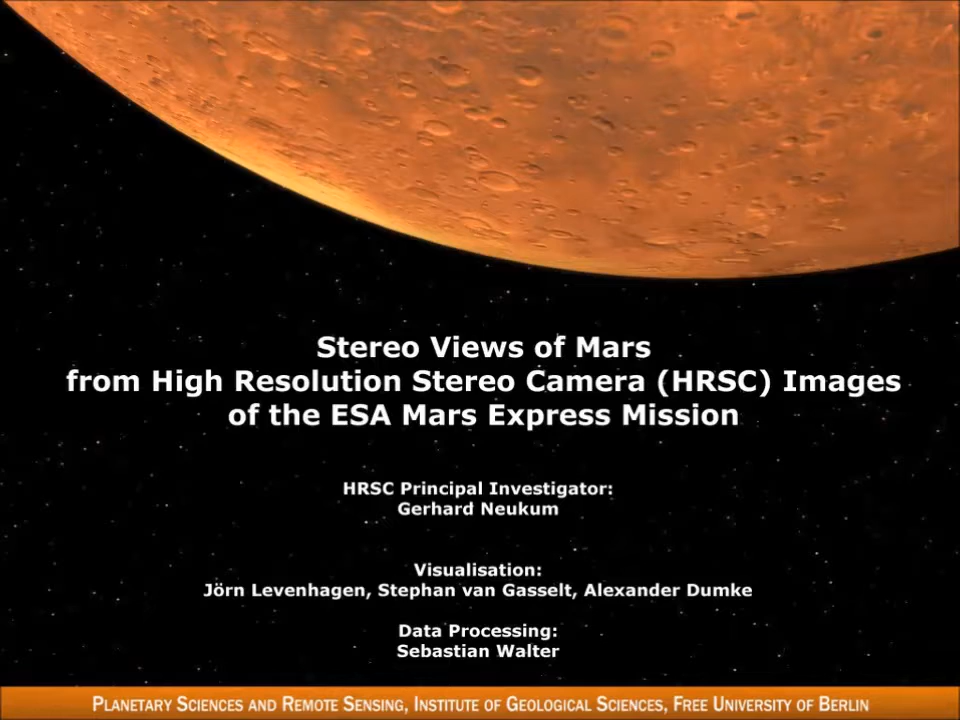 Stereo Views of Mars
from High Resolution Stereo Camera (HRSC) Images
of the ESA Mars Express Mission
HRSC Principal Investigator:
Gerhard Neukum
Visualisation:
Jörn Levenhagen, Stephan van Gasselt, Alexander Dumke
Data Processing:
Sebastian Walter
PLANETARY SCIENCES AND REMOTE SENSING, INSTITUTE OF GEOLOGICAL SCIENCES, FREE UNIVERSITY OF BERLIN